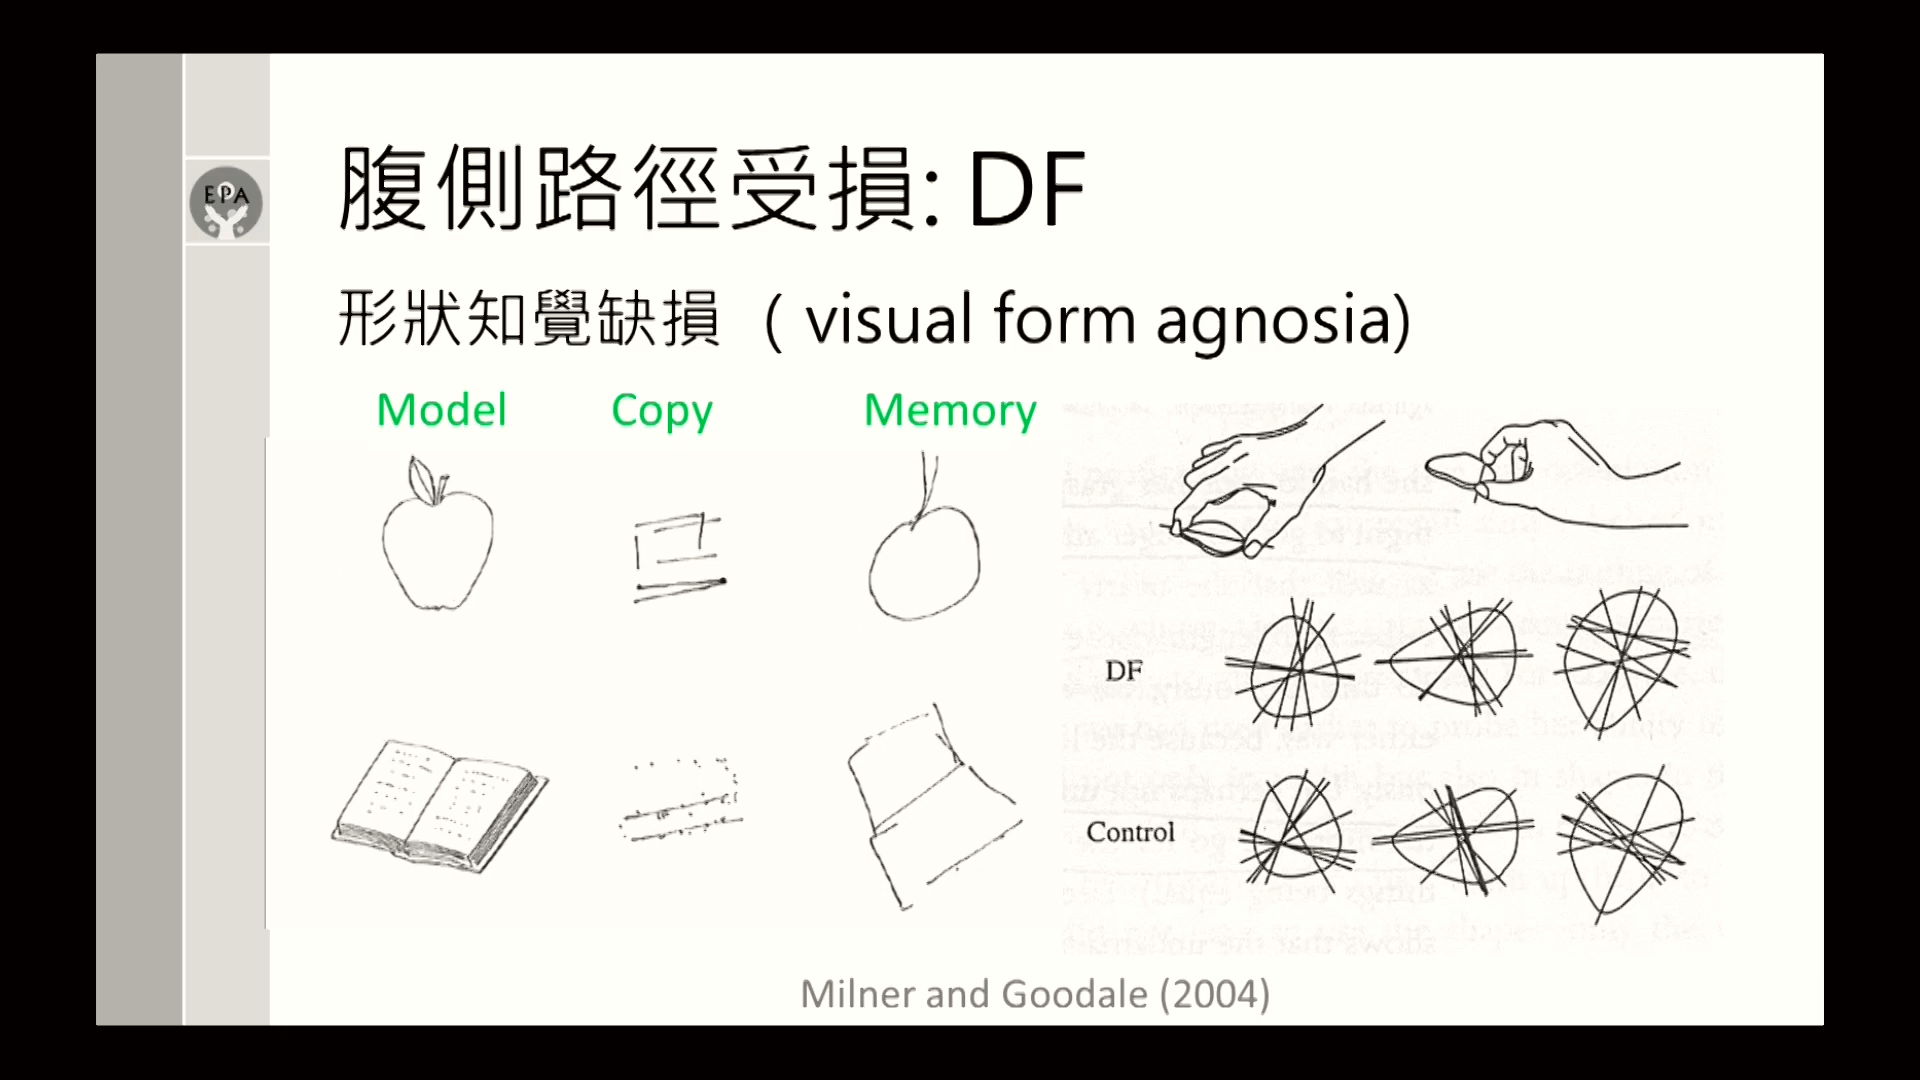 EPA
腹側路徑受損: DF
形狀知覺缺損 ( visual form agnosia)
Model Copy Memory
DF
Control
Milner and Goodale (2004)